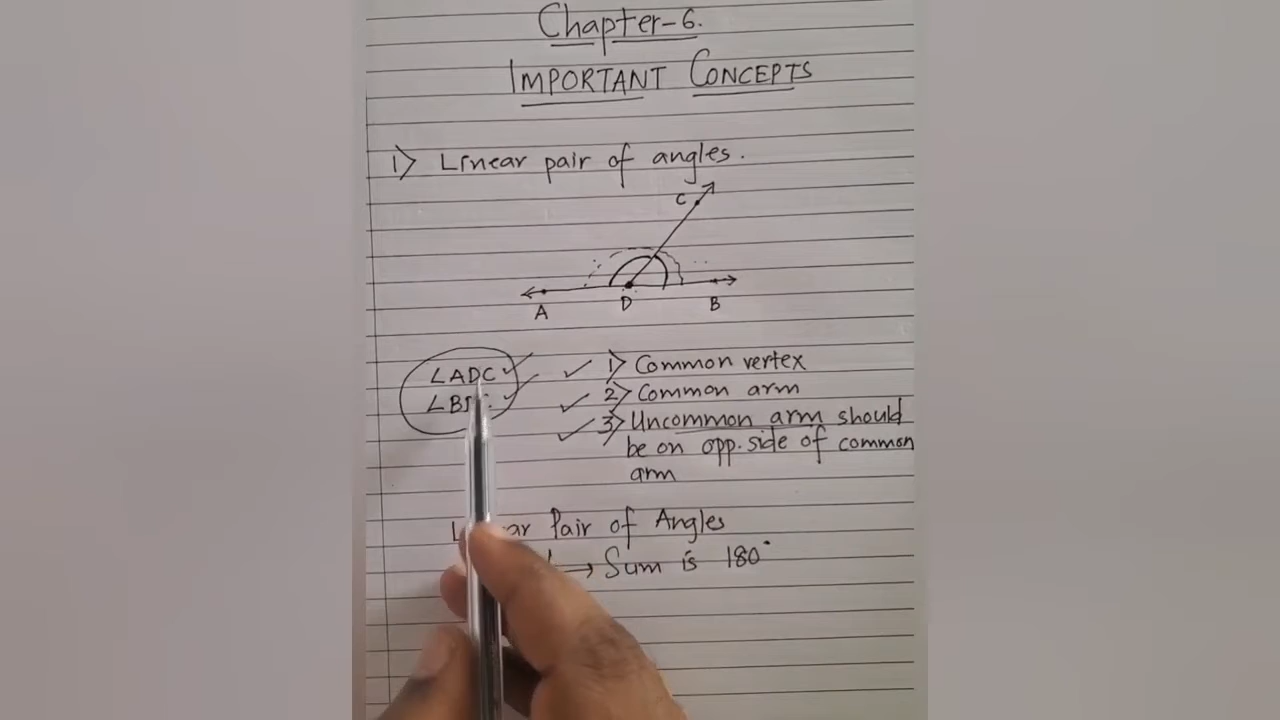 Chapter-6.
IMPORTANT CONCEPTS
1) Linear pair of angles.
C
A D B
∠ADC
1) Common vertex
2) Common arm
3) Uncommon arm should
be on opp. side of common
arm
Pair of Angles
→ Sum is 180°